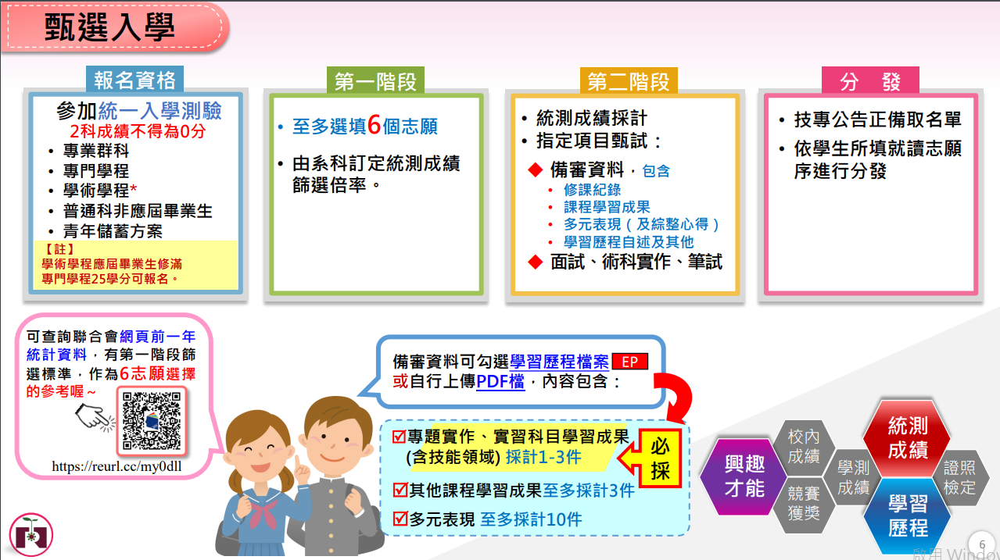 甄選入學
報名資格
參加統一入學測驗
2科成績不得為0分
• 專業群科
• 專門學程
• 學術學程*
• 普通科非應屆畢業生
• 青年儲蓄方案
【註】
學術學程應屆畢業生修滿
專門學程25學分可報名。
第一階段
• 至多選填6個志願
• 由系科訂定統測成績
篩選倍率。
第二階段
• 統測成績採計
• 指定項目甄試：
◆ 備審資料，包含
• 修課紀錄
• 課程學習成果
• 多元表現（及綜整心得）
• 學習歷程自述及其他
◆ 面試、術科實作、筆試
分 發
• 技專公告正備取名單
• 依學生所填就讀志願
序進行分發
可查詢聯合會網頁前一年
統計資料，有第一階段篩
選標準，作為6志願選擇
的參考喔～
https://reurl.cc/my0dll
備審資料可勾選學習歷程檔案 EP
或自行上傳PDF檔，內容包含：
☑專題實作、實習科目學習成果
(含技能領域) 採計1-3件
必
採
☑其他課程學習成果至多採計3件
☑多元表現 至多採計10件
興趣
才能
校內
成績
競賽
獲獎
學測
成績
統測
成績
學習
歷程
證照
檢定
6
啟用 Window